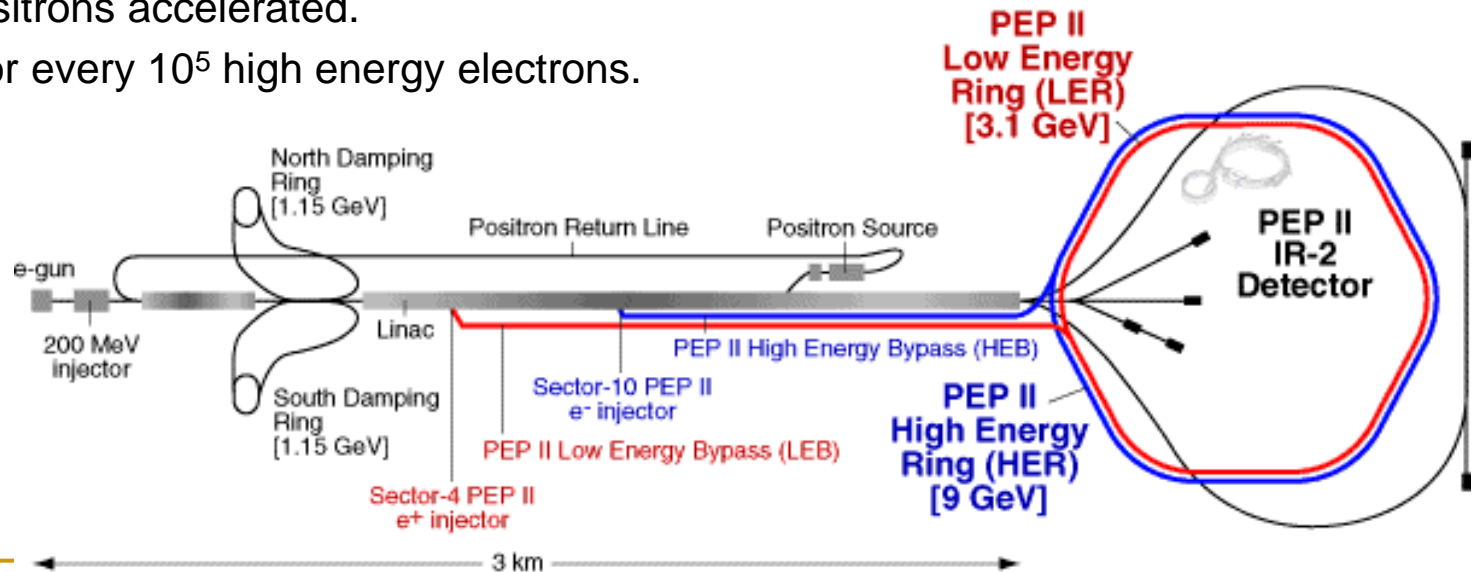 sitrons accelerated.
or every 10⁵ high energy electrons.
PEP II
Low Energy
Ring (LER)
[3.1 GeV]
North Damping
Ring
[1.15 GeV]
Positron Return Line
Positron Source
e-gun
PEP II
IR-2
Detector
Linac
200 MeV
injector
PEP II High Energy Bypass (HEB)
Sector-10 PEP II
e- injector
South Damping
Ring
[1.15 GeV]
PEP II Low Energy Bypass (LEB)
PEP II
High Energy
Ring (HER)
[9 GeV]
Sector-4 PEP II
e+ injector
3 km